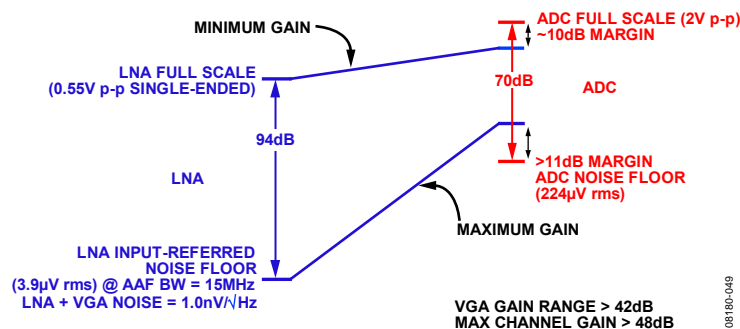 MINIMUM GAIN
ADC FULL SCALE (2V p-p)
~10dB MARGIN
LNA FULL SCALE
(0.55V p-p SINGLE-ENDED)
70dB
ADC
94dB
LNA
>11dB MARGIN
ADC NOISE FLOOR
(224µV rms)
MAXIMUM GAIN
LNA INPUT-REFERRED
NOISE FLOOR
(3.9µV rms) @ AAF BW = 15MHz
LNA + VGA NOISE = 1.0nV/√Hz
VGA GAIN RANGE > 42dB
MAX CHANNEL GAIN > 48dB
08180-049